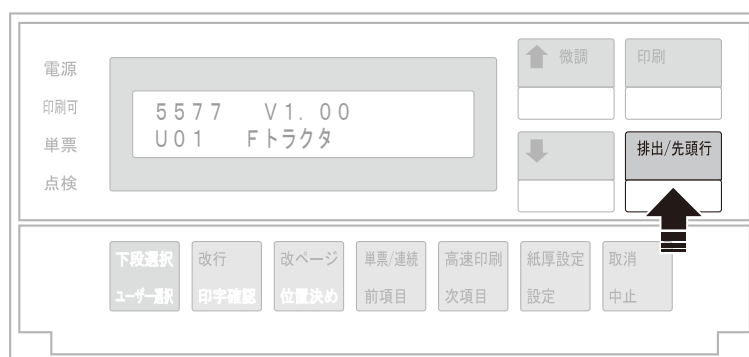 電源
印刷可
単票
点検
5577 V1.00
U01 Fトラクタ
微調
印刷
排出/先頭行
下段選択
ユーザー選択
改行
印字確認
改ページ
位置決め
単票/連続
前項目
高速印刷
次項目
紙厚設定
設定
取消
中止